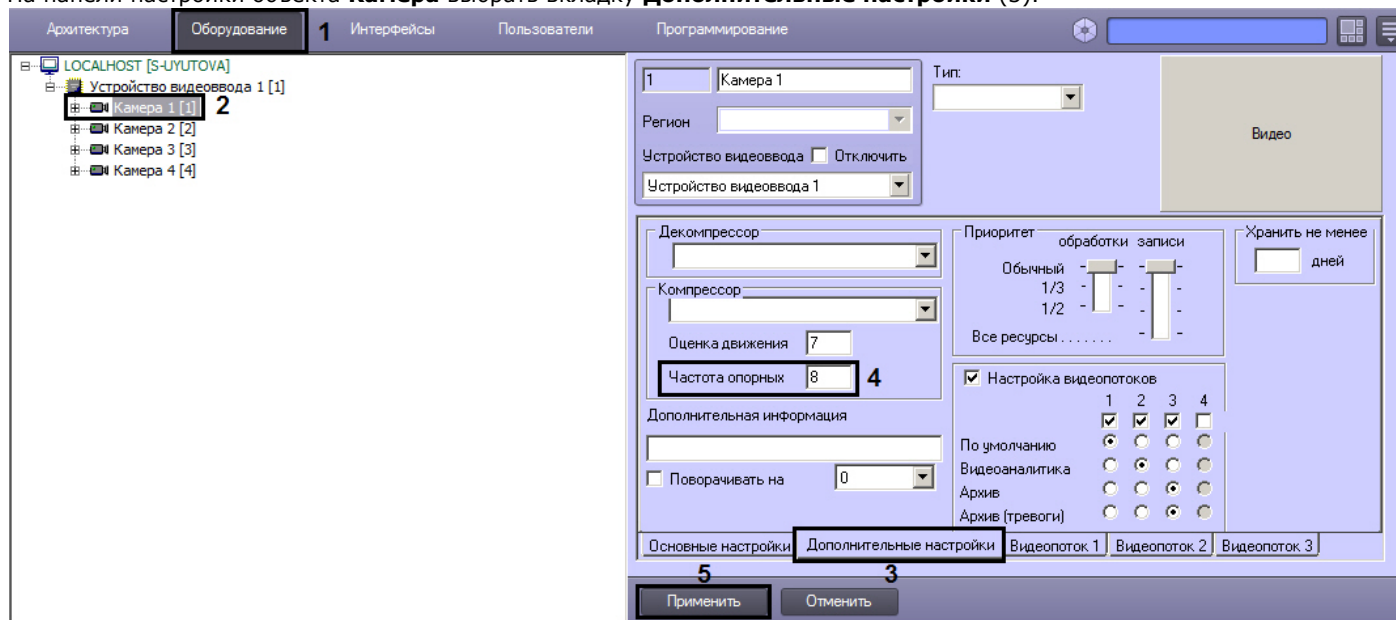 На панели настройки объекта Камера выбрать вкладку Дополнительные настройки (3).
Архитектура Оборудование 1 Интерфейсы Пользователи Программирование
LOCALHOST [S-UYUTOVA]
Устройство видеоввода 1 [1]
Камера 1 [1] 2
Камера 2 [2]
Камера 3 [3]
Камера 4 [4]
1 Камера 1
Тип:
Регион
Устройство видеоввода Отключить
Устройство видеоввода 1
Видео
Декомпрессор
Компрессор
Оценка движения 7
Частота опорных 8 4
Дополнительная информация
Поворачивать на 0
Приоритет
обработки записи
Обычный
1/3
1/2
Все ресурсы . . . . . . .
Хранить не менее
дней
Настройка видеопотоков
1 2 3 4
По умолчанию
Видеоаналитика
Архив
Архив (тревоги)
Основные настройки Дополнительные настройки Видеопоток 1 Видеопоток 2 Видеопоток 3
5 3
Применить Отменить